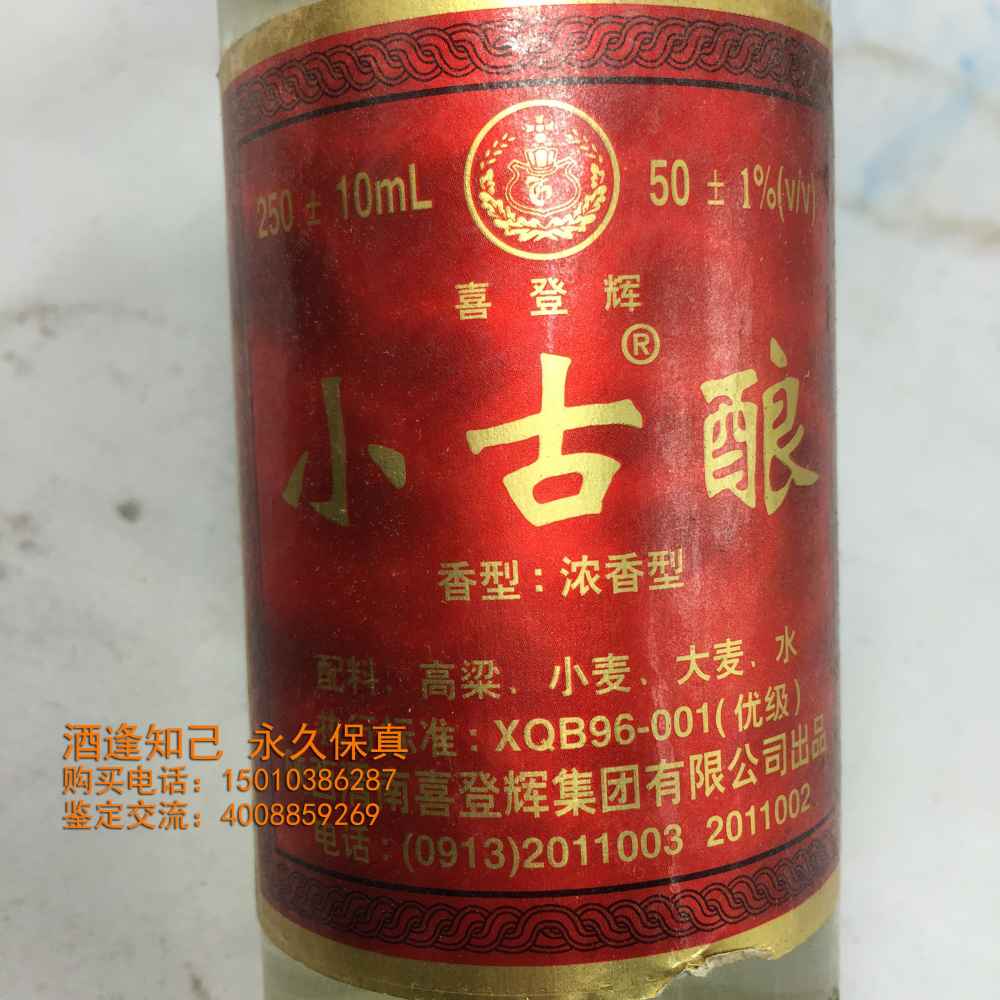 250 ± 10mL 50 ± 1%(v/v)
喜登辉
小古酿®
香型：浓香型
配料、高粱、小麦、大麦、水
标准：XQB96-001(优级)
酒逢知己 永久保真
南喜登辉集团有限公司出品
购买电话：15010386287
鉴定交流：4008859269
电话：(0913)2011003 2011002